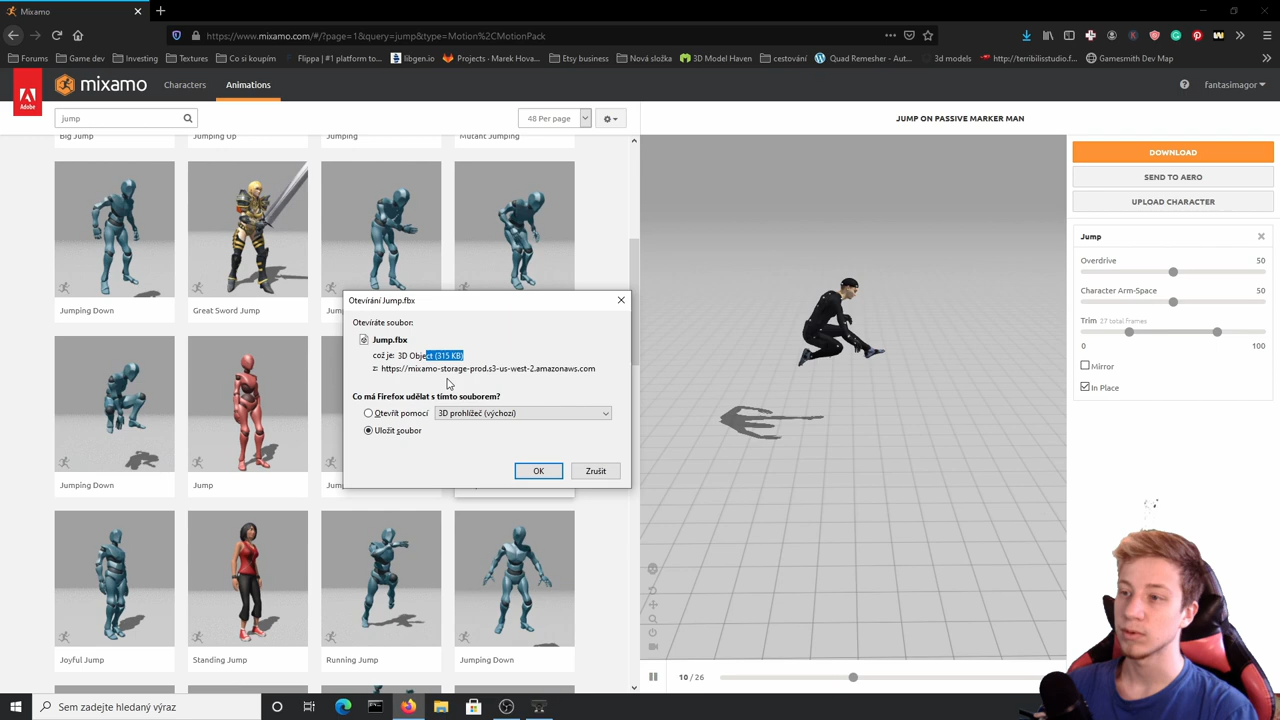 Mixamo
https://www.mixamo.com/#/?page=1&query=jump&type=Motion%2CMotionPack
Forums
Game dev
Investing
Textures
Co si koupím
Flippa | #1 platform to...
libgen.io
Projekty - Marek Hova...
Etsy business
Nová složka
3D Model Haven
cestování
Quad Remesher - Aut...
3d models
http://terribilisstudio.f...
Gamesmith Dev Map
Adobe
mixamo
Characters
Animations
fantasimagor
jump
48 Per page
JUMP ON PASSIVE MARKER MAN
Big Jump
Jumping Up
Jumping
Mutant Jumping
DOWNLOAD
SEND TO AERO
UPLOAD CHARACTER
Jump
Overdrive 50
Character Arm-Space 50
Trim 27 total frames
0 100
Mirror
In Place
Jumping Down
Great Sword Jump
Otevírání Jump.fbx
Otevíráte soubor:
Jump.fbx
což je: 3D Object (315 KB)
z: https://mixamo-storage-prod.s3-us-west-2.amazonaws.com
Co má Firefox udělat s tímto souborem?
Otevřít pomocí 3D prohlížeč (výchozí)
Uložit soubor
OK
Zrušit
Jumping Down
Jump
Joyful Jump
Standing Jump
Running Jump
Jumping Down
10 / 26
Sem zadejte hledaný výraz